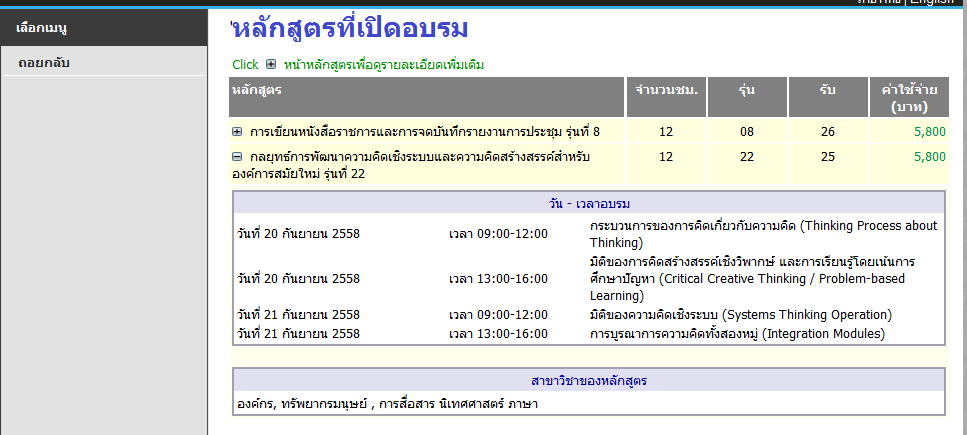 เลือกเมนู
ถอยกลับ
หลักสูตรที่เปิดอบรม
Click หน้าหลักสูตรเพื่อดูรายละเอียดเพิ่มเติม
หลักสูตร จำนวนชม. รุ่น รับ ค่าใช้จ่าย (บาท)
การเขียนหนังสือราชการและการจดบันทึกรายงานการประชุม รุ่นที่ 8 12 08 26 5,800
กลยุทธ์การพัฒนาความคิดเชิงระบบและความคิดสร้างสรรค์สำหรับ 12 22 25 5,800
องค์การสมัยใหม่ รุ่นที่ 22
วัน - เวลาอบรม
วันที่ 20 กันยายน 2558 เวลา 09:00-12:00 กระบวนการของการคิดเกี่ยวกับความคิด (Thinking Process about
Thinking)
มิติของการคิดสร้างสรรค์เชิงวิพากษ์ และการเรียนรู้โดยเน้นการ
วันที่ 20 กันยายน 2558 เวลา 13:00-16:00 ศึกษาปัญหา (Critical Creative Thinking / Problem-based
Learning)
วันที่ 21 กันยายน 2558 เวลา 09:00-12:00 มิติของความคิดเชิงระบบ (Systems Thinking Operation)
วันที่ 21 กันยายน 2558 เวลา 13:00-16:00 การบูรณาการความคิดทั้งสองหมู่ (Integration Modules)
สาขาวิชาของหลักสูตร
องค์กร, ทรัพยากรมนุษย์ , การสื่อสาร นิเทศศาสตร์ ภาษา